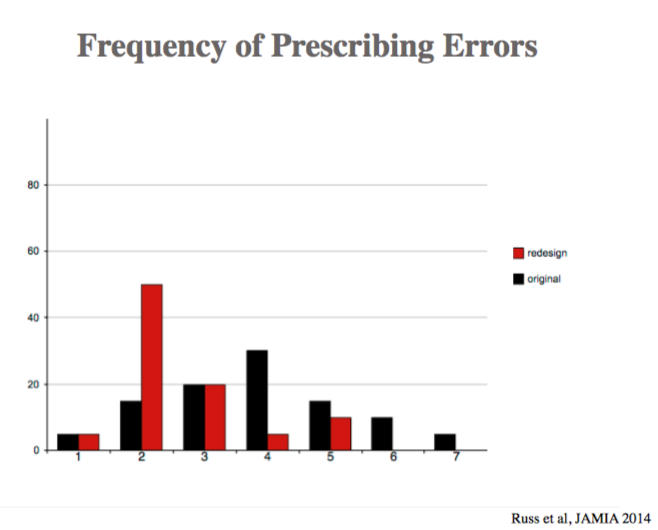 Frequency of Prescribing Errors
80
60
40
20
0
1 2 3 4 5 6 7
redesign
original
Russ et al, JAMIA 2014